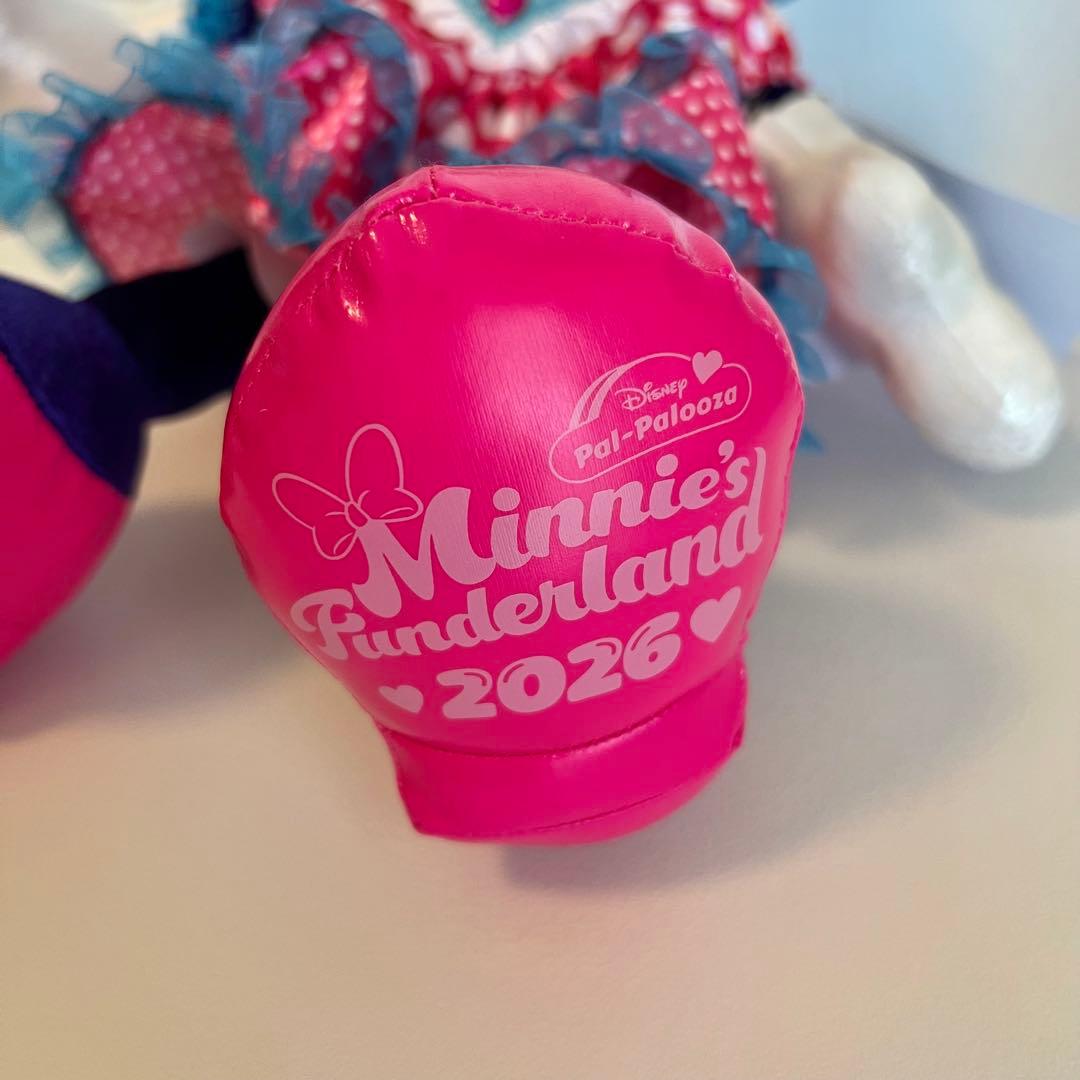 Disney
Pal-Palooza
Minnie's
Funderland
2026